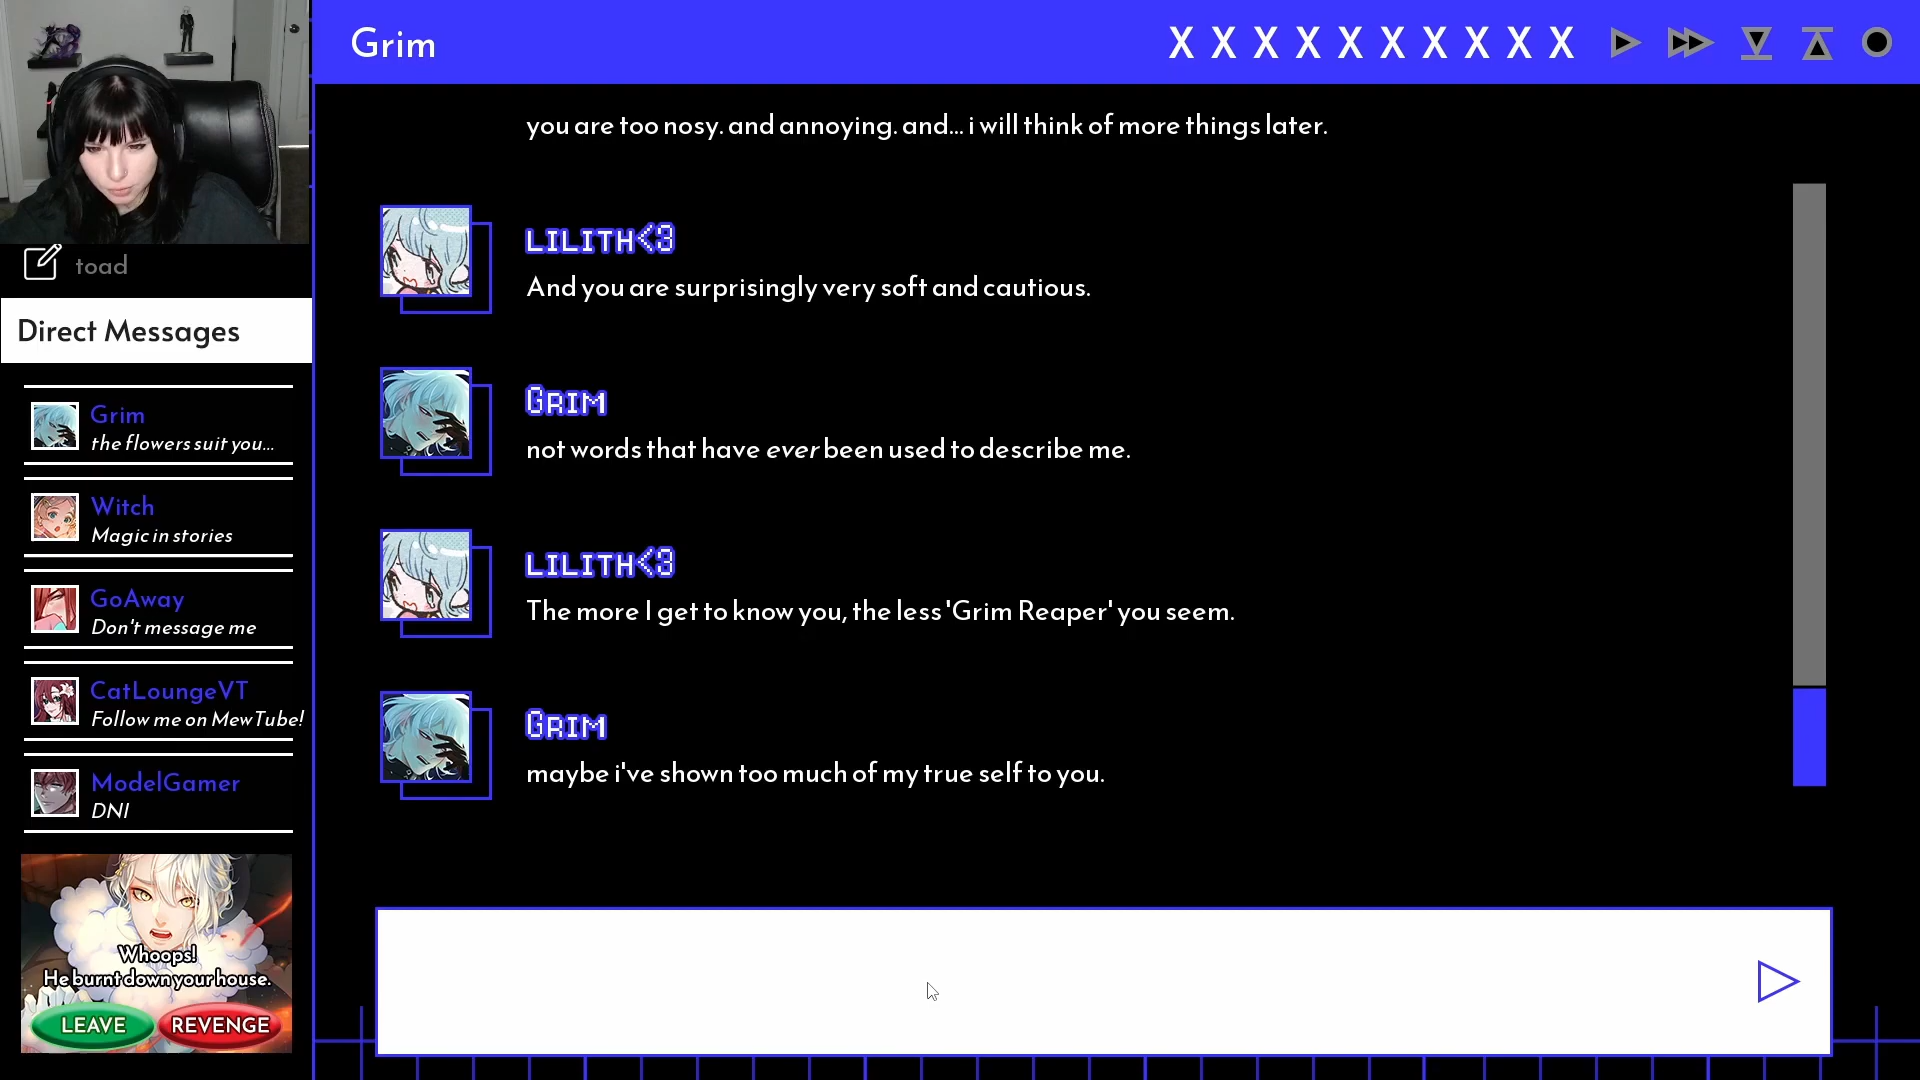 Grim
X X X X X X X X X X
you are too nosy. and annoying. and... i will think of more things later.
LILITH<3
And you are surprisingly very soft and cautious.
GRIM
not words that have ever been used to describe me.
LILITH<3
The more I get to know you, the less 'Grim Reaper' you seem.
GRIM
maybe i've shown too much of my true self to you.
toad
Direct Messages
Grim
the flowers suit you...
Witch
Magic in stories
GoAway
Don't message me
CatLoungeVT
Follow me on MewTube!
ModelGamer
DNI
Whoops!
He burnt down your house.
LEAVE REVENGE